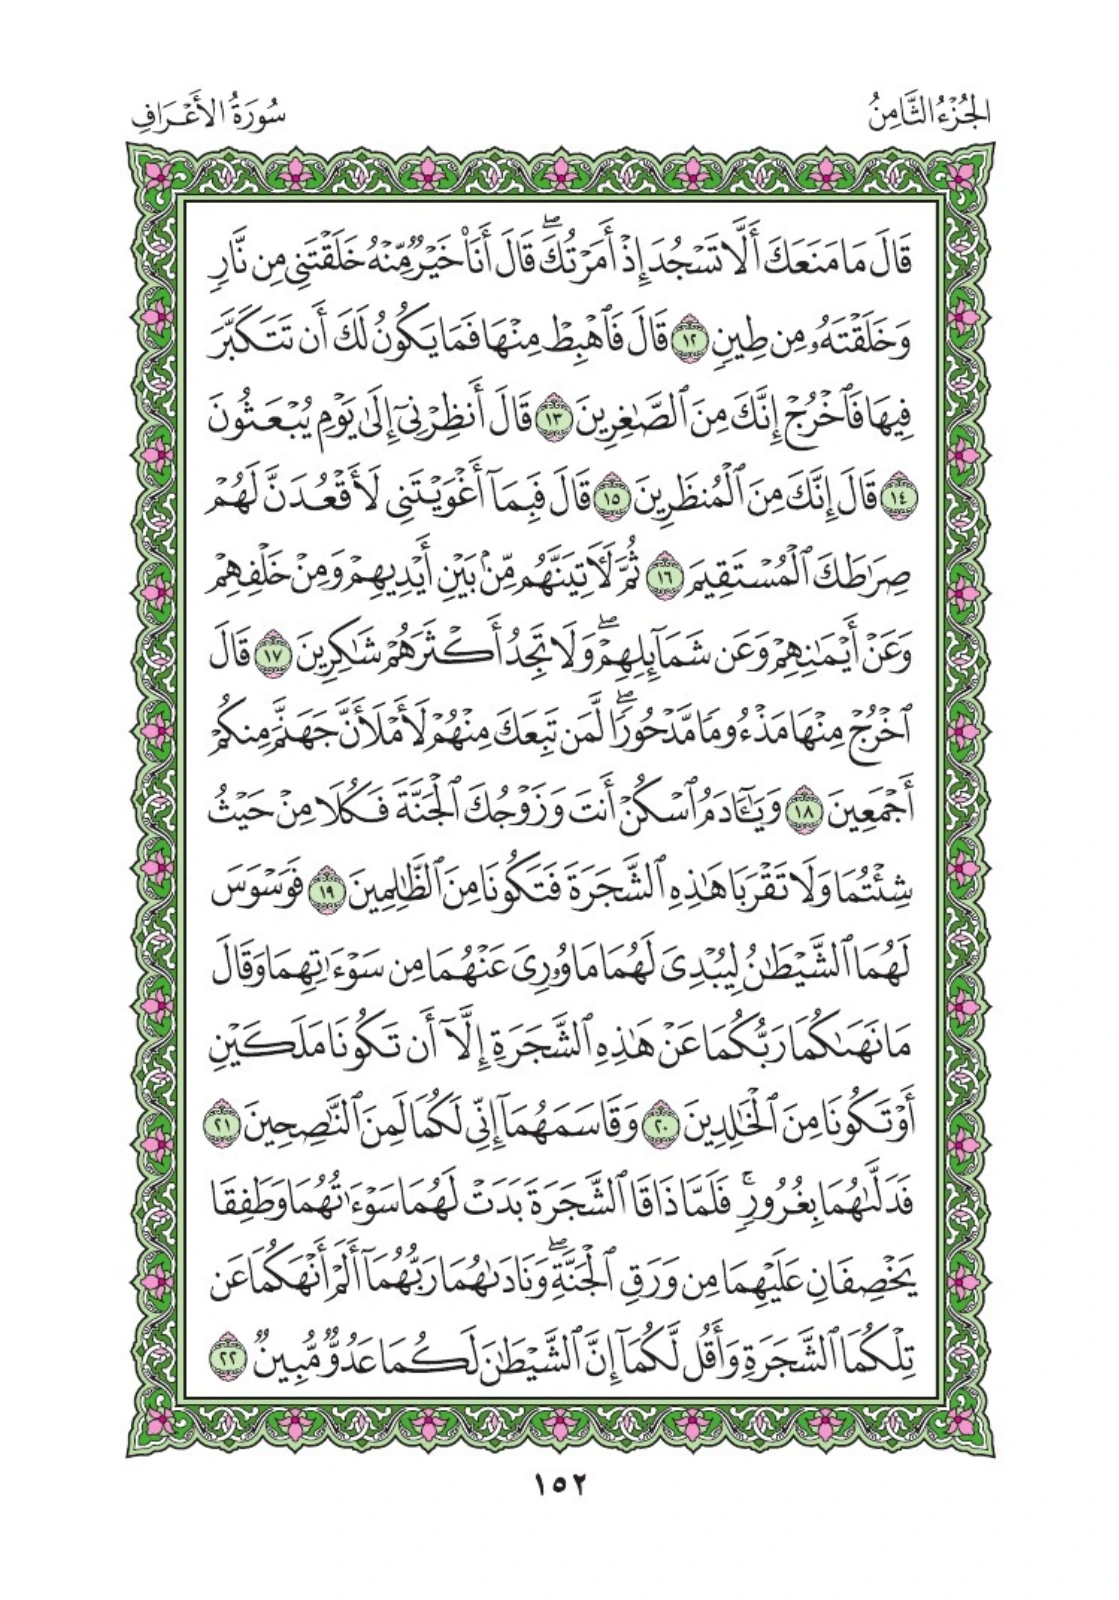 الجُزْءُ الثَّامِنُ
سُورَةُ الأَعْرَافِ
قَالَ مَا مَنَعَكَ أَلَّا تَسْجُدَ إِذْ أَمَرْتُكَۖ قَالَ أَنَا۠ خَيْرٌ مِّنْهُ خَلَقْتَنِى مِن نَّارٍ
وَخَلَقْتَهُۥ مِن طِينٍ ١٢ قَالَ فَٱهْبِطْ مِنْهَا فَمَا يَكُونُ لَكَ أَن تَتَكَبَّرَ
فِيهَا فَٱخْرُجْ إِنَّكَ مِنَ ٱلصَّٰغِرِينَ ١٣ قَالَ أَنظِرْنِىٓ إِلَىٰ يَوْمِ يُبْعَثُونَ
١٤ قَالَ إِنَّكَ مِنَ ٱلْمُنظَرِينَ ١٥ قَالَ فَبِمَآ أَغْوَيْتَنِى لَأَقْعُدَنَّ لَهُمْ
صِرَٰطَكَ ٱلْمُسْتَقِيمَ ١٦ ثُمَّ لَءَاتِيَنَّهُم مِّنۢ بَيْنِ أَيْدِيهِمْ وَمِنْ خَلْفِهِمْ
وَعَنْ أَيْمَٰنِهِمْ وَعَن شَمَآئِلِهِمْۖ وَلَا تَجِدُ أَكْثَرَهُمْ شَٰكِرِينَ ١٧ قَالَ
ٱخْرُجْ مِنْهَا مَذْءُومًا مَّدْحُورًاۖ لَّمَن تَبِعَكَ مِنْهُمْ لَأَمْلَأَنَّ جَهَنَّمَ مِنكُمْ
أَجْمَعِينَ ١٨ وَيَٰٓـَٔادَمُ ٱسْكُنْ أَنتَ وَزَوْجُكَ ٱلْجَنَّةَ فَكُلَا مِنْ حَيْثُ
شِئْتُمَا وَلَا تَقْرَبَا هَٰذِهِ ٱلشَّجَرَةَ فَتَكُونَا مِنَ ٱلظَّٰلِمِينَ ١٩ فَوَسْوَسَ
لَهُمَا ٱلشَّيْطَٰنُ لِيُبْدِىَ لَهُمَا مَا وُۥرِىَ عَنْهُمَا مِن سَوْءَٰتِهِمَا وَقَالَ
مَا نَهَىٰكُمَا رَبُّكُمَا عَنْ هَٰذِهِ ٱلشَّجَرَةِ إِلَّآ أَن تَكُونَا مَلَكَيْنِ
أَوْ تَكُونَا مِنَ ٱلْخَٰلِدِينَ ٢٠ وَقَاسَمَهُمَآ إِنِّى لَكُمَا لَمِنَ ٱلنَّٰصِحِينَ ٢١
فَدَلَّىٰهُمَا بِغُرُورٍۚ فَلَمَّا ذَاقَا ٱلشَّجَرَةَ بَدَتْ لَهُمَا سَوْءَٰتُهُمَا وَطَفِقَا
يَخْصِفَانِ عَلَيْهِمَا مِن وَرَقِ ٱلْجَنَّةِۖ وَنَادَىٰهُمَا رَبُّهُمَآ أَلَمْ أَنْهَكُمَا عَن
تِلْكُمَا ٱلشَّجَرَةِ وَأَقُل لَّكُمَآ إِنَّ ٱلشَّيْطَٰنَ لَكُمَا عَدُوٌّ مُّبِينٌ ٢٢
١٥٢